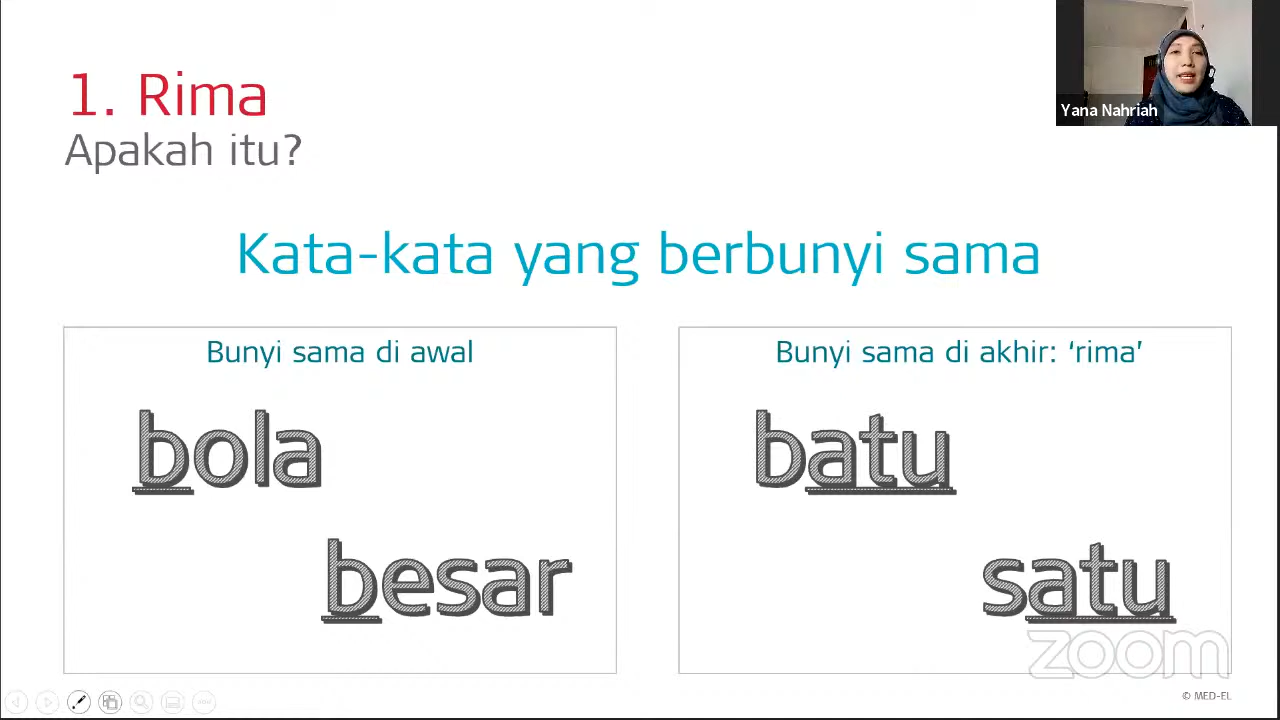 1. Rima
Apakah itu?
Yana Nahriah
Kata-kata yang berbunyi sama
Bunyi sama di awal
bola
besar
Bunyi sama di akhir: ‘rima’
batu
satu
zoom
© MED-EL